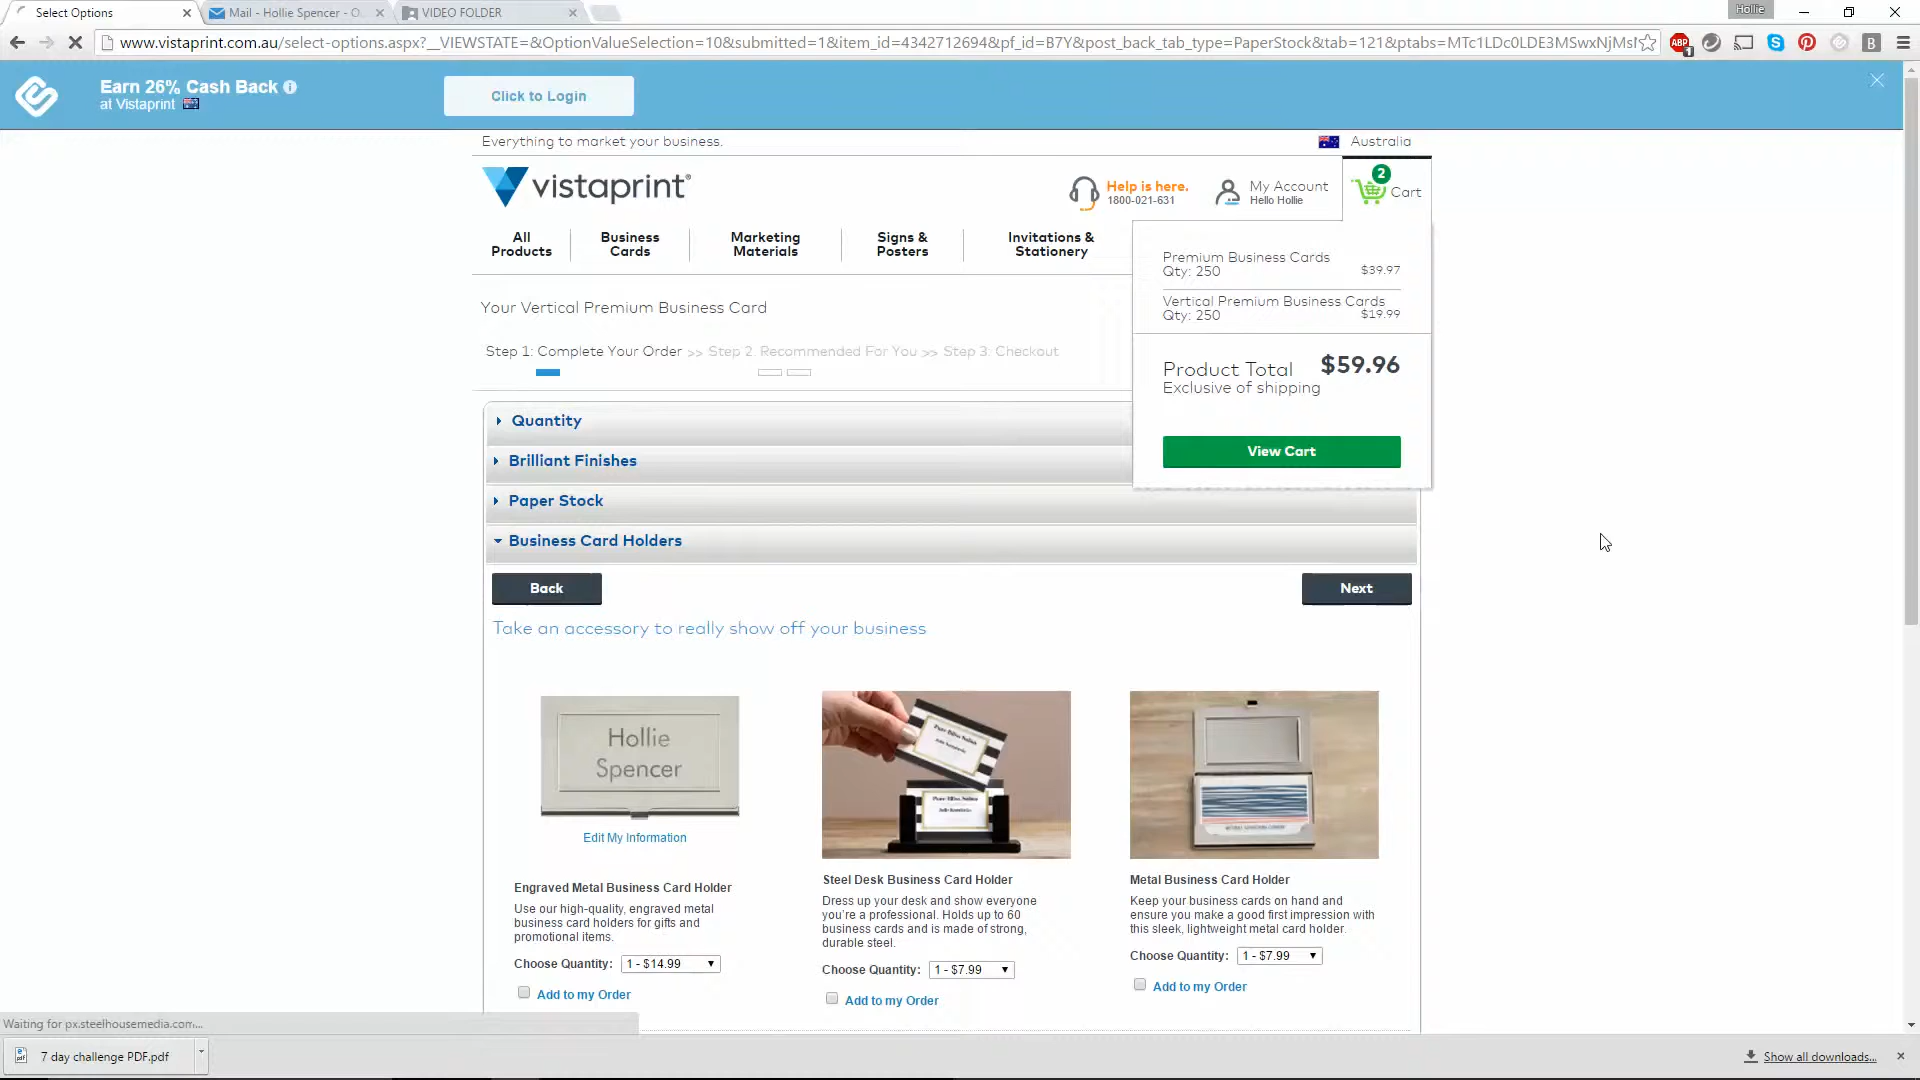 Select Options
Mail - Hollie Spencer - O
VIDEO FOLDER
Hollie
www.vistaprint.com.au/select-options.aspx?__VIEWSTATE=&OptionValueSelection=10&submitted=1&item_id=4342712694&pf_id=B7Y&post_back_tab_type=PaperStock&tab=121&ptabs=MTc1LDc0LDE3MSwxNjMsN
ABP
1
Earn 26% Cash Back
at Vistaprint
Click to Login
Everything to market your business.
Australia
vistaprint®
Help is here.
1800-021-631
My Account
Hello Hollie
2
Cart
All Products
Business Cards
Marketing Materials
Signs & Posters
Invitations & Stationery
Premium Business Cards
Qty: 250 $39.97
Vertical Premium Business Cards
Qty: 250 $19.99
Product Total $59.96
Exclusive of shipping
View Cart
Your Vertical Premium Business Card
Step 1: Complete Your Order >> Step 2: Recommended For You >> Step 3: Checkout
Quantity
Brilliant Finishes
Paper Stock
Business Card Holders
Back
Next
Take an accessory to really show off your business
Hollie
Spencer
Edit My Information
Engraved Metal Business Card Holder
Use our high-quality, engraved metal
business card holders for gifts and
promotional items.
Choose Quantity: 1 - $14.99
Add to my Order
Steel Desk Business Card Holder
Dress up your desk and show everyone
you're a professional. Holds up to 60
business cards and is made of strong,
durable steel.
Choose Quantity: 1 - $7.99
Add to my Order
Metal Business Card Holder
Keep your business cards on hand and
ensure you make a good first impression with
this sleek, lightweight metal card holder.
Choose Quantity: 1 - $7.99
Add to my Order
Waiting for px.steelhousemedia.com...
7 day challenge PDF.pdf
Show all downloads...